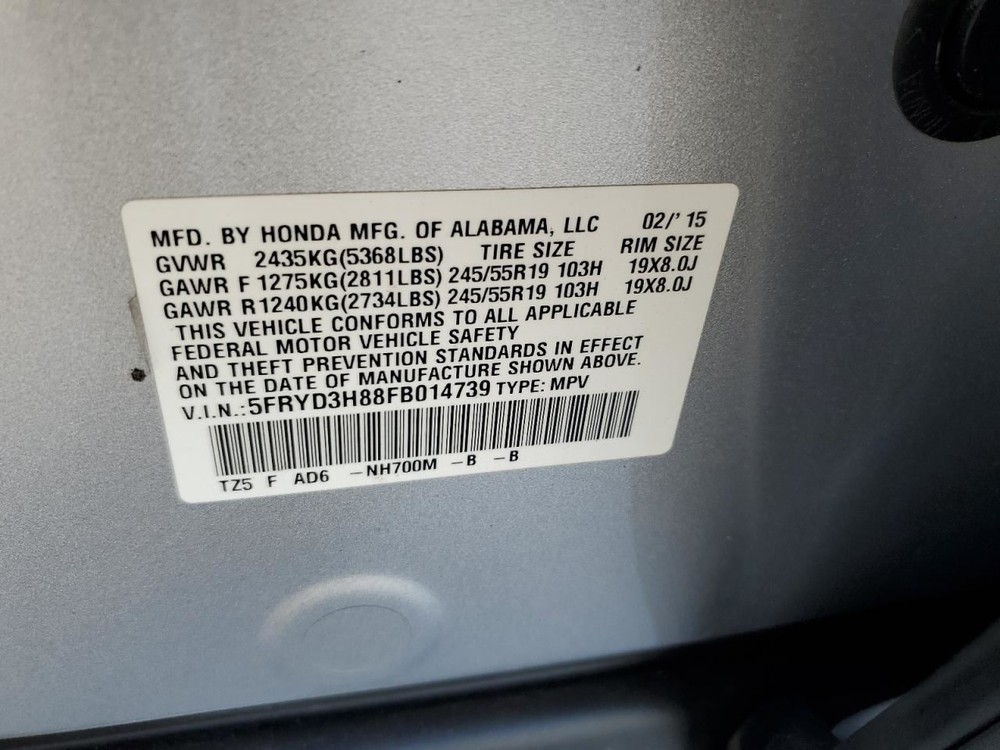 MFD. BY HONDA MFG. OF ALABAMA, LLC 02/' 15
GVWR 2435KG(5368LBS) TIRE SIZE RIM SIZE
GAWR F 1275KG(2811LBS) 245/55R19 103H 19X8.0J
GAWR R 1240KG(2734LBS) 245/55R19 103H 19X8.0J
THIS VEHICLE CONFORMS TO ALL APPLICABLE
FEDERAL MOTOR VEHICLE SAFETY
AND THEFT PREVENTION STANDARDS IN EFFECT
ON THE DATE OF MANUFACTURE SHOWN ABOVE.
V.I.N.: 5FRYD3H88FB014739 TYPE: MPV
TZ5 F AD6 -NH700M -B -B